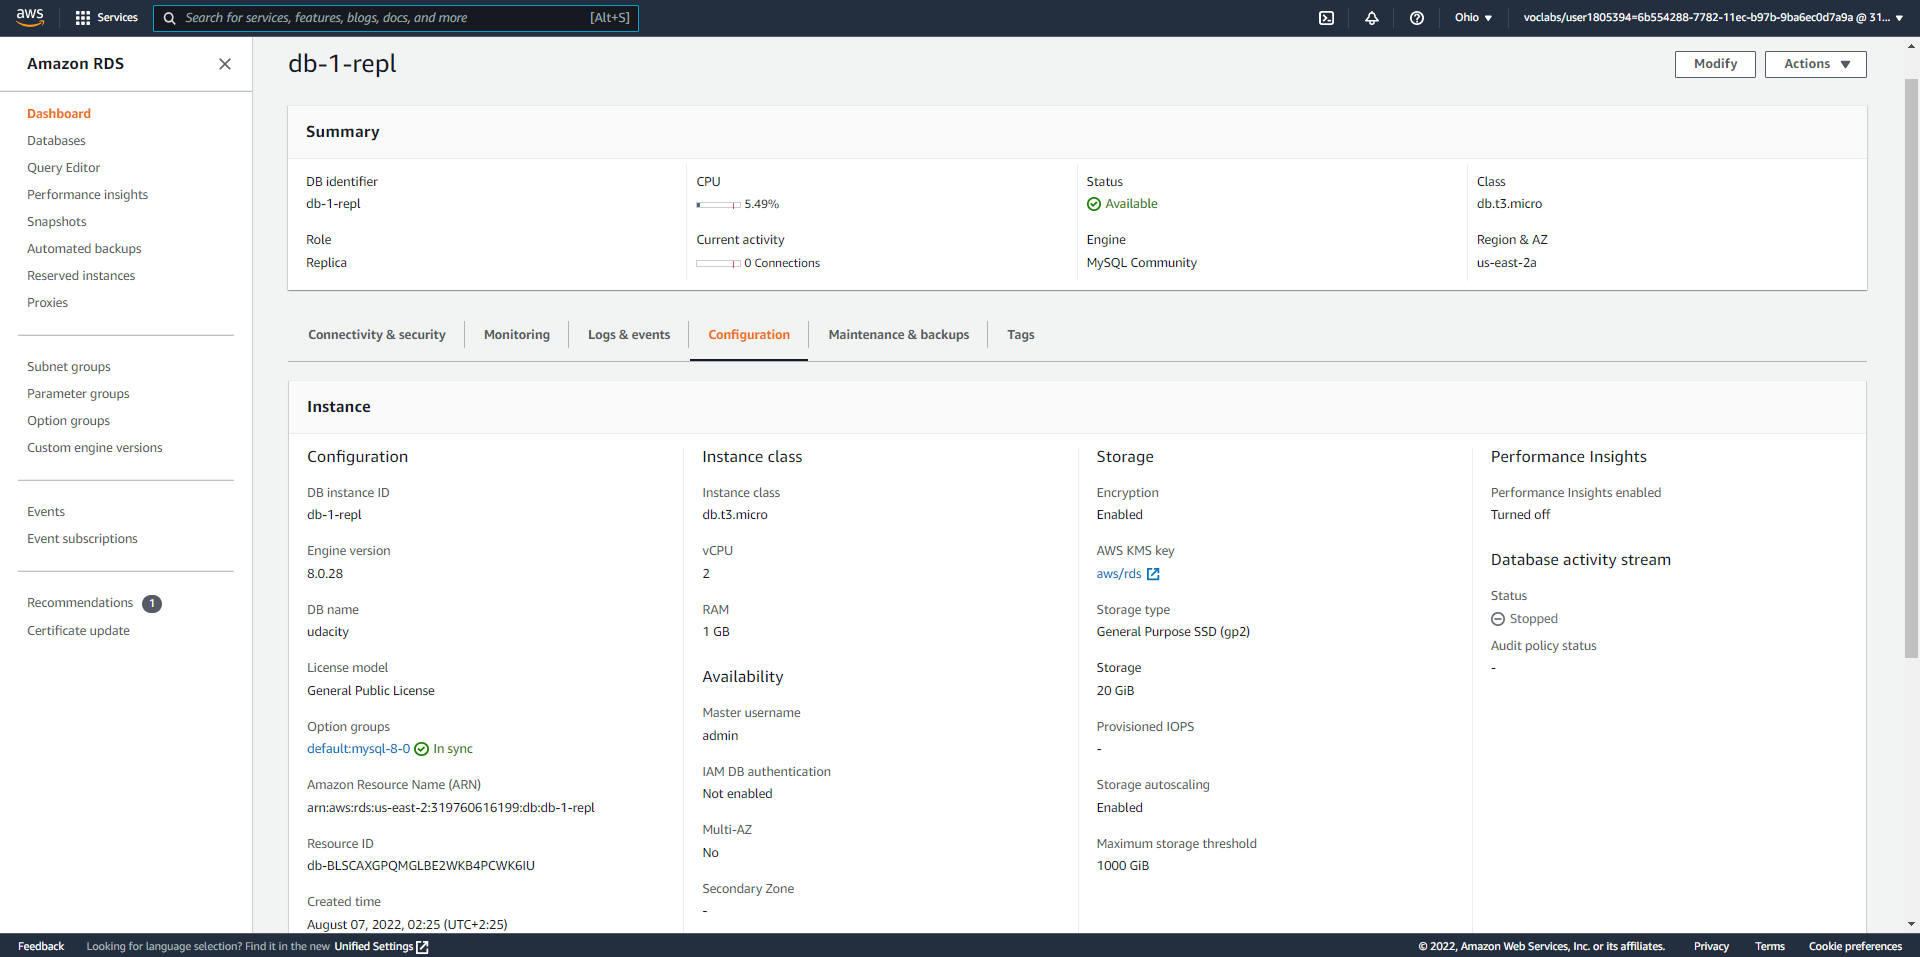 aws Services Search for services, features, blogs, docs, and more [Alt+S] Ohio ▼ voclabs/user1805394=6b554288-7782-11ec-b97b-9ba6ec0d7a9a @ 31... ▼
Amazon RDS
Dashboard
Databases
Query Editor
Performance insights
Snapshots
Automated backups
Reserved instances
Proxies
Subnet groups
Parameter groups
Option groups
Custom engine versions
Events
Event subscriptions
Recommendations 1
Certificate update
db-1-repl
Modify
Actions ▼
Summary
DB identifier
db-1-repl
Role
Replica
CPU
5.49%
Current activity
0 Connections
Status
Available
Engine
MySQL Community
Class
db.t3.micro
Region & AZ
us-east-2a
Connectivity & security Monitoring Logs & events Configuration Maintenance & backups Tags
Instance
Configuration
DB instance ID
db-1-repl
Engine version
8.0.28
DB name
udacity
License model
General Public License
Option groups
default:mysql-8-0 In sync
Amazon Resource Name (ARN)
arn:aws:rds:us-east-2:319760616199:db:db-1-repl
Resource ID
db-BLSCAXGPQMGLBE2WKB4PCWK6IU
Created time
August 07, 2022, 02:25 (UTC+2:25)
Instance class
Instance class
db.t3.micro
vCPU
2
RAM
1 GB
Availability
Master username
admin
IAM DB authentication
Not enabled
Multi-AZ
No
Secondary Zone
-
Storage
Encryption
Enabled
AWS KMS key
aws/rds
Storage type
General Purpose SSD (gp2)
Storage
20 GiB
Provisioned IOPS
-
Storage autoscaling
Enabled
Maximum storage threshold
1000 GiB
Performance Insights
Performance Insights enabled
Turned off
Database activity stream
Status
Stopped
Audit policy status
-
Feedback Looking for language selection? Find it in the new Unified Settings © 2022, Amazon Web Services, Inc. or its affiliates. Privacy Terms Cookie preferences